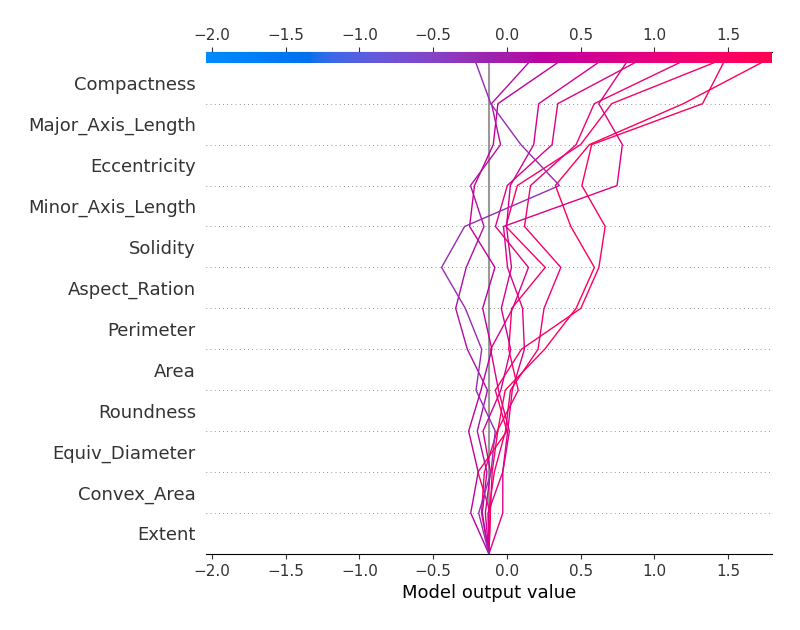 −2.0 −1.5 −1.0 −0.5 0.0 0.5 1.0 1.5
Compactness
Major_Axis_Length
Eccentricity
Minor_Axis_Length
Solidity
Aspect_Ration
Perimeter
Area
Roundness
Equiv_Diameter
Convex_Area
Extent
−2.0 −1.5 −1.0 −0.5 0.0 0.5 1.0 1.5
Model output value